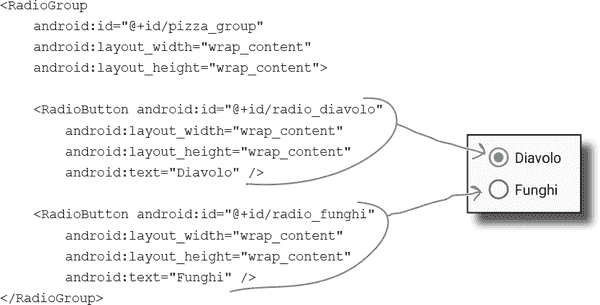 <RadioGroup
    android:id="@+id/pizza_group"
    android:layout_width="wrap_content"
    android:layout_height="wrap_content">
    <RadioButton android:id="@+id/radio_diavolo"
        android:layout_width="wrap_content"
        android:layout_height="wrap_content"
        android:text="Diavolo" />
    <RadioButton android:id="@+id/radio_funghi"
        android:layout_width="wrap_content"
        android:layout_height="wrap_content"
        android:text="Funghi" />
</RadioGroup>
Diavolo
Funghi